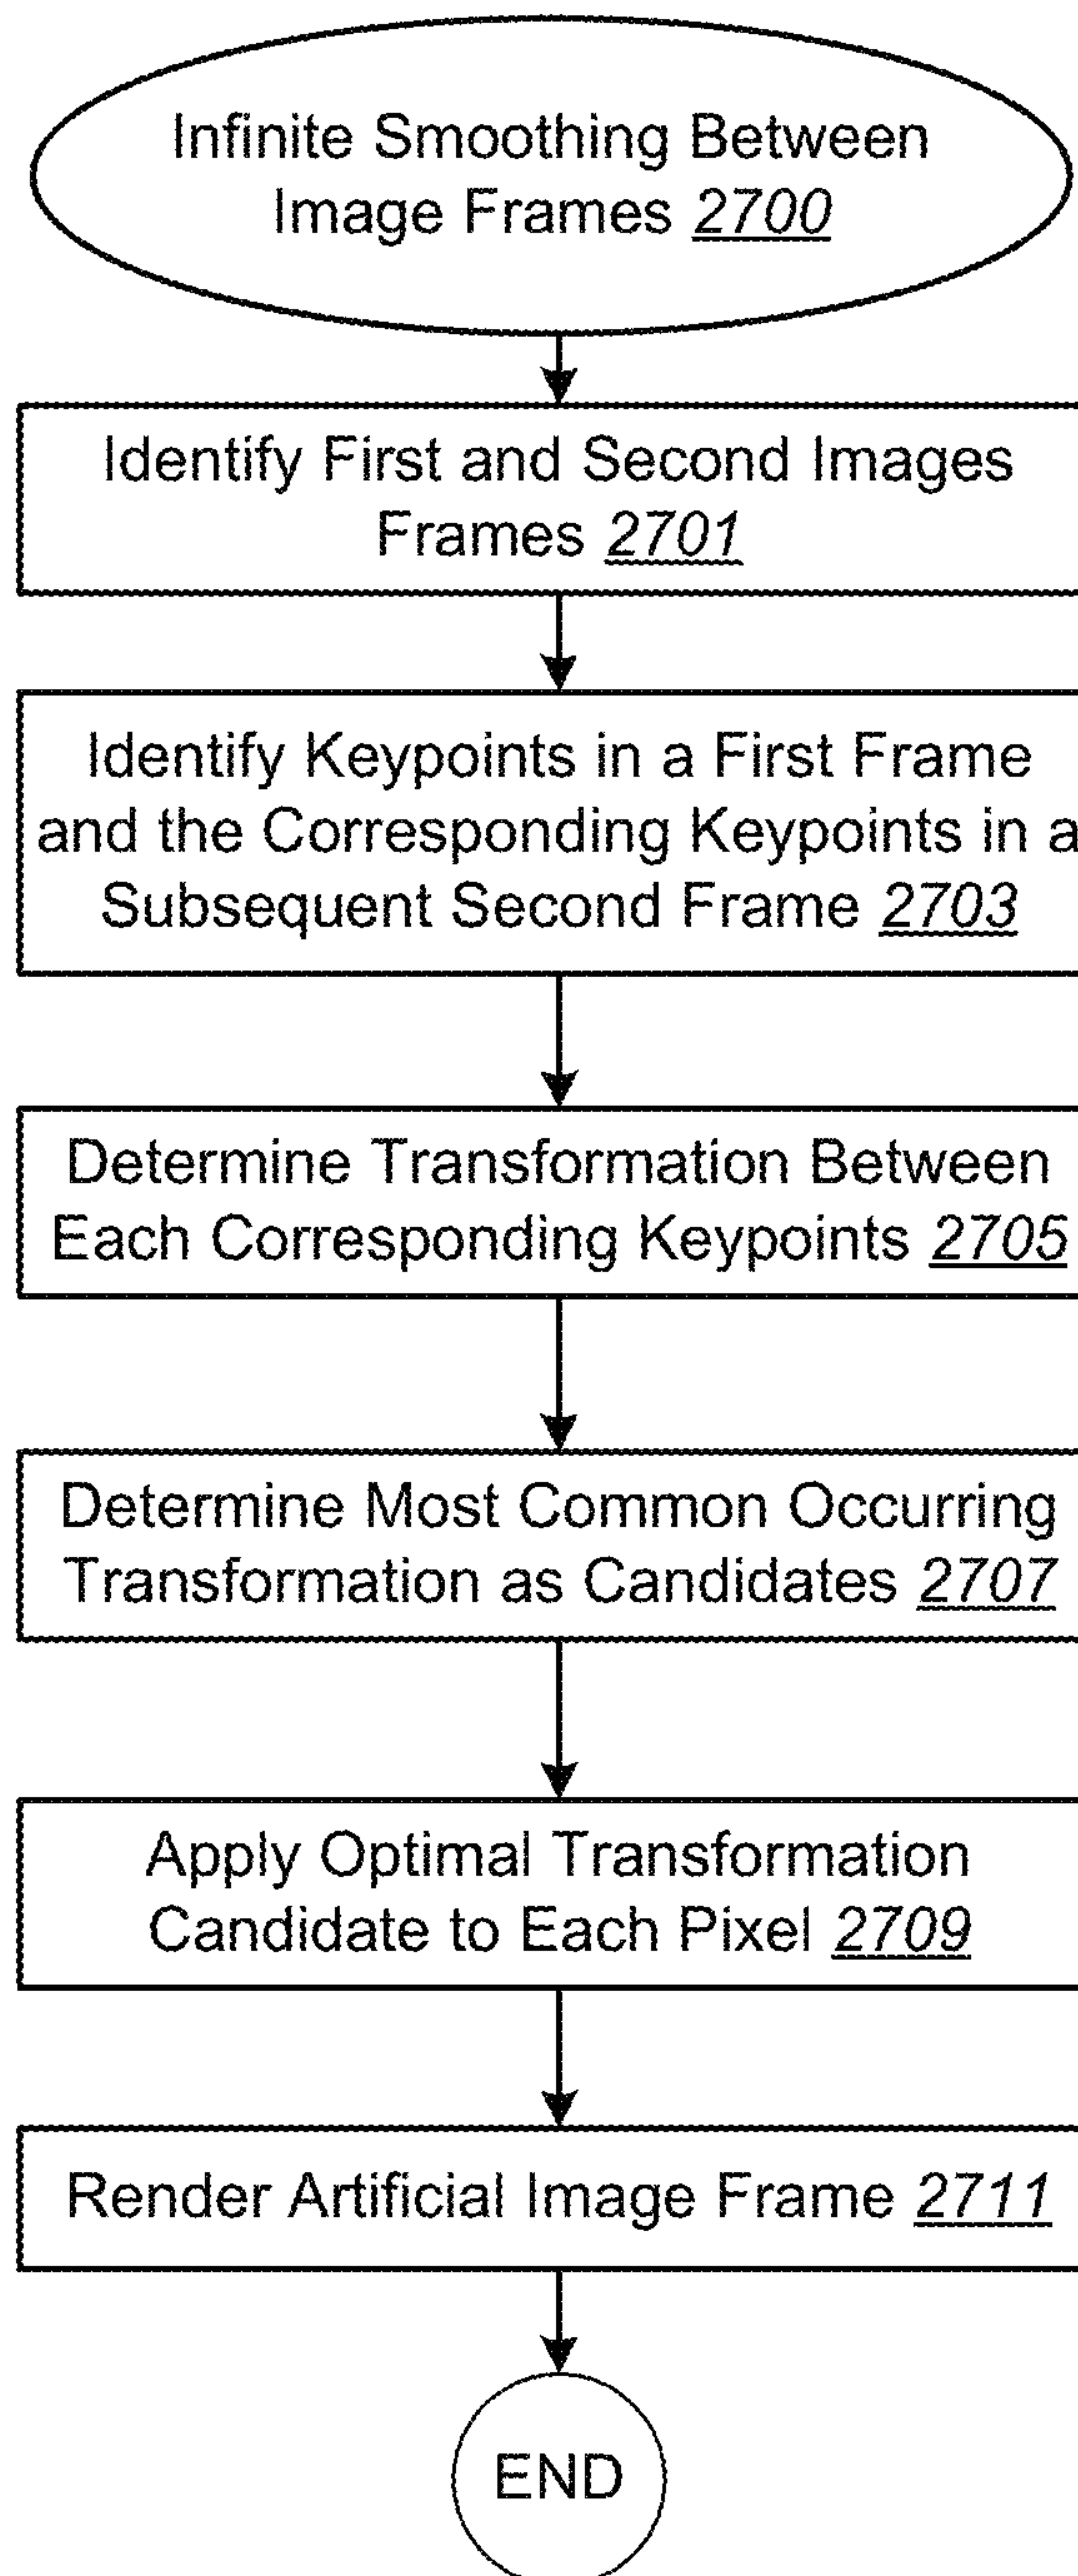 Infinite Smoothing Between
Image Frames 2700
Identify First and Second Images
Frames 2701
Identify Keypoints in a First Frame
and the Corresponding Keypoints in a
Subsequent Second Frame 2703
Determine Transformation Between
Each Corresponding Keypoints 2705
Determine Most Common Occurring
Transformation as Candidates 2707
Apply Optimal Transformation
Candidate to Each Pixel 2709
Render Artificial Image Frame 2711
END